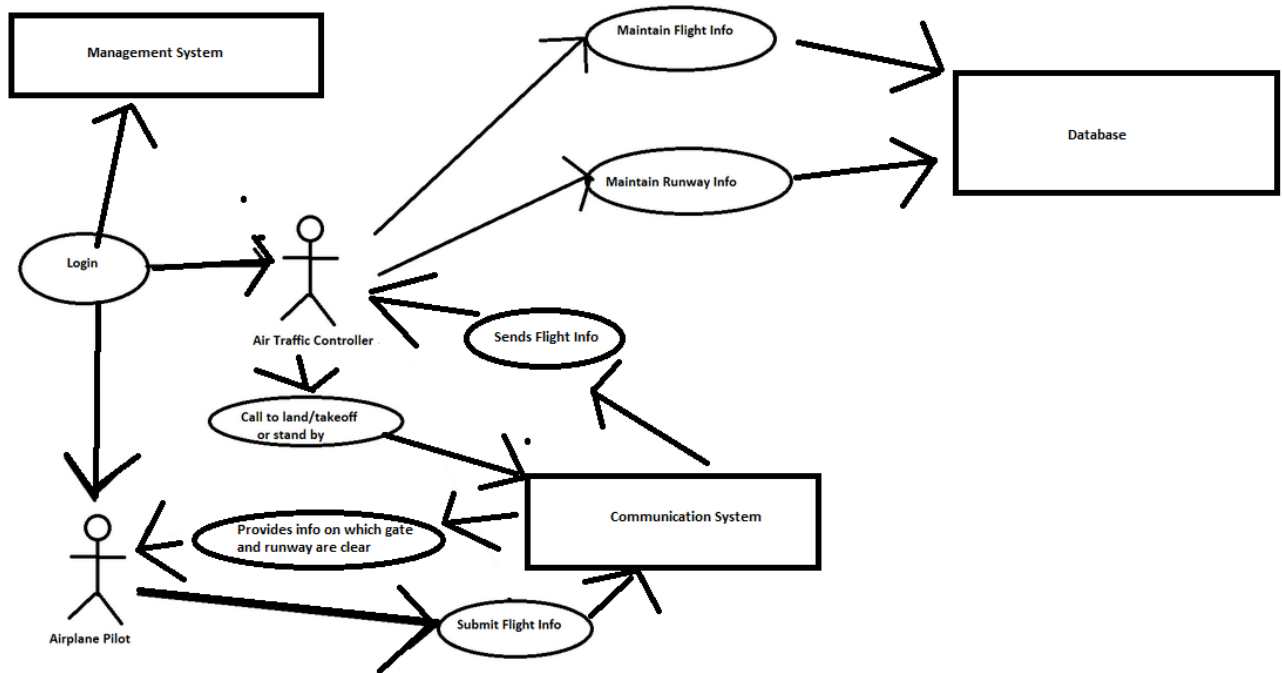 Maintain Flight Info
Management System
Database
Maintain Runway Info
Login
Air Traffic Controller
Sends Flight Info
Call to land/takeoff
or stand by
Communication System
Provides info on which gate
and runway are clear
Submit Flight Info
Airplane Pilot